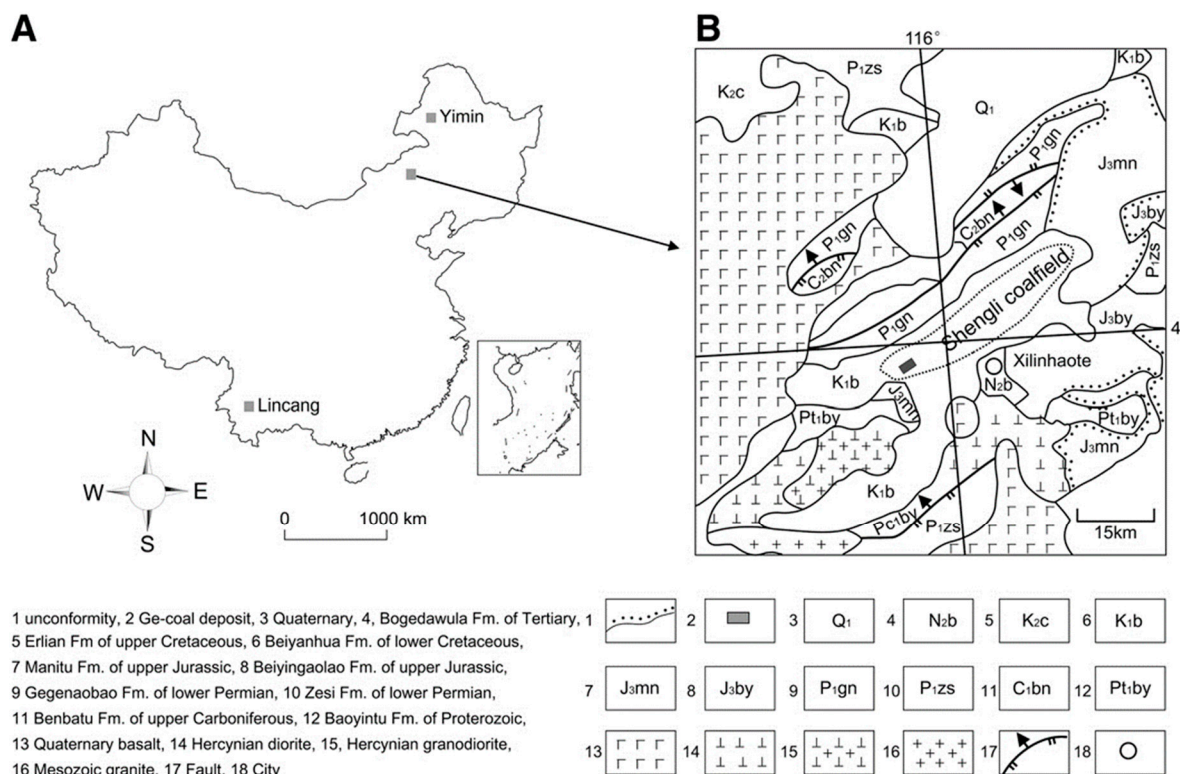 A
B
Yimin
Lincang
N
W
E
S
0
1000 km
116°
K2c
P1zs
K1b
Q1
K1b
P1gn
J3mn
C2bn
P1gn
J3by
P1zs
P1gn
C2bn
P1gn
Shengli coalfield
J3by
4
K1b
Xilinhaote
N2b
J3mn
Pt1by
Pt1by
J3mn
K1b
Pc1by
P1zs
15km
1 unconformity, 2 Ge-coal deposit, 3 Quaternary, 4, Bogedawula Fm. of Tertiary,
5 Erlian Fm of upper Cretaceous, 6 Beiyanhua Fm. of lower Cretaceous,
7 Manitu Fm. of upper Jurassic, 8 Beiyingaolao Fm. of upper Jurassic,
9 Gegenaobao Fm. of lower Permian, 10 Zesi Fm. of lower Permian,
11 Benbatu Fm. of upper Carboniferous, 12 Baoyintu Fm. of Proterozoic,
13 Quaternary basalt, 14 Hercynian diorite, 15, Hercynian granodiorite,
16 Mesozoic granite, 17 Fault, 18 City
1 2 3 Q1 4 N2b 5 K2c 6 K1b
7 J3mn 8 J3by 9 P1gn 10 P1zs 11 C1bn 12 Pt1by
13 14 15 16 17 18